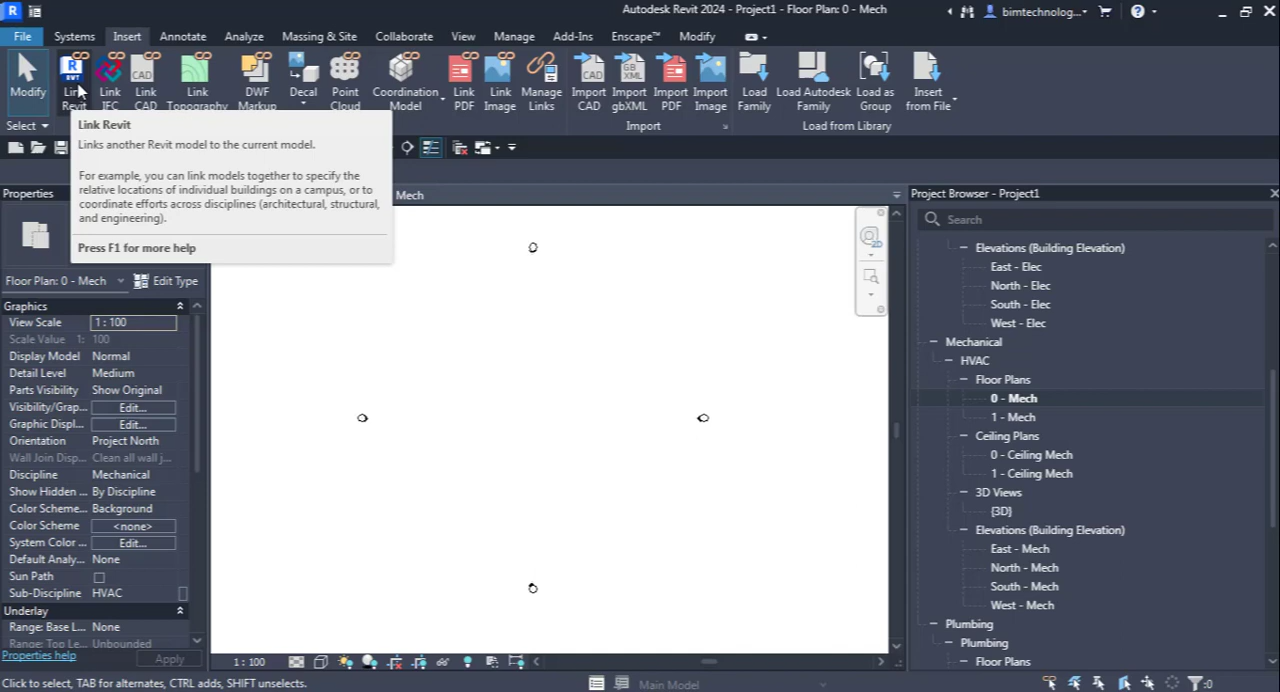 R
Autodesk Revit 2024 - Project1 - Floor Plan: 0 - Mech
bimtechnolog...
?
File Systems Insert Annotate Analyze Massing & Site Collaborate View Manage Add-Ins Enscape™ Modify
Modify
Link
Revit
Link
IFC
Link
CAD
Link
Topography
DWF
Markup
Decal
Point
Cloud
Coordination
Model
Link
PDF
Link
Image
Manage
Links
Import
CAD
Import
gbXML
Import
PDF
Import
Image
Load
Family
Load Autodesk
Family
Load as
Group
Insert
from File
Select
Import
Load from Library
Link Revit
Links another Revit model to the current model.
For example, you can link models together to specify the
relative locations of individual buildings on a campus, or to
coordinate efforts across disciplines (architectural, structural,
and engineering).
Press F1 for more help
Properties
Mech
Floor Plan: 0 - Mech
Edit Type
Graphics
View Scale 1 : 100
Scale Value 1: 100
Display Model Normal
Detail Level Medium
Parts Visibility Show Original
Visibility/Grap... Edit...
Graphic Displ... Edit...
Orientation Project North
Wall Join Disp... Clean all wall j...
Discipline Mechanical
Show Hidden ... By Discipline
Color Scheme... Background
Color Scheme <none>
System Color ... Edit...
Default Analy... None
Sun Path
Sub-Discipline HVAC
Underlay
Range: Base L... None
Range: Top Le... Unbounded
Properties help
Apply
2D
1 : 100
Project Browser - Project1
Search
Elevations (Building Elevation)
East - Elec
North - Elec
South - Elec
West - Elec
Mechanical
HVAC
Floor Plans
0 - Mech
1 - Mech
Ceiling Plans
0 - Ceiling Mech
1 - Ceiling Mech
3D Views
{3D}
Elevations (Building Elevation)
East - Mech
North - Mech
South - Mech
West - Mech
Plumbing
Plumbing
Floor Plans
Click to select, TAB for alternates, CTRL adds, SHIFT unselects.
Main Model
:0